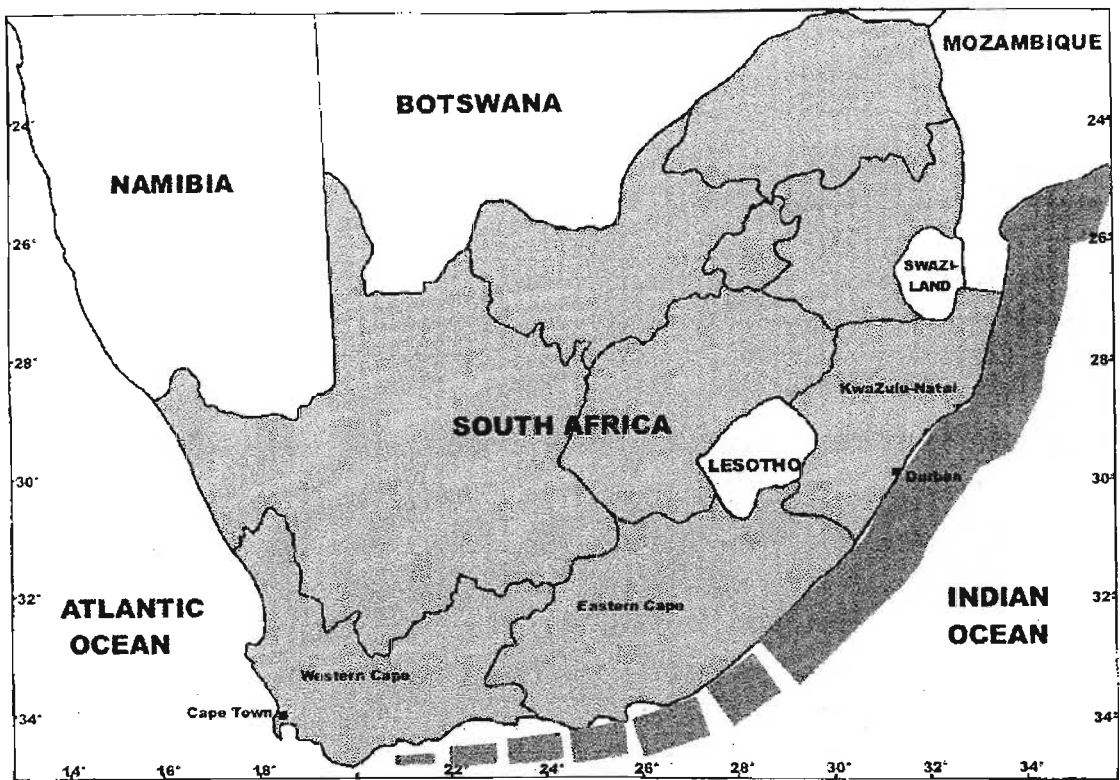 MOZAMBIQUE
BOTSWANA
NAMIBIA
SWAZI-
LAND
KwaZulu-Natal
SOUTH AFRICA
LESOTHO
Durban
ATLANTIC
OCEAN
Eastern Cape
INDIAN
OCEAN
Western Cape
Cape Town
24°
26°
28°
30°
32°
34°
24°
26°
28°
30°
32°
34°
14°
16°
18°
22°
24°
26°
28°
30°
32°
34°